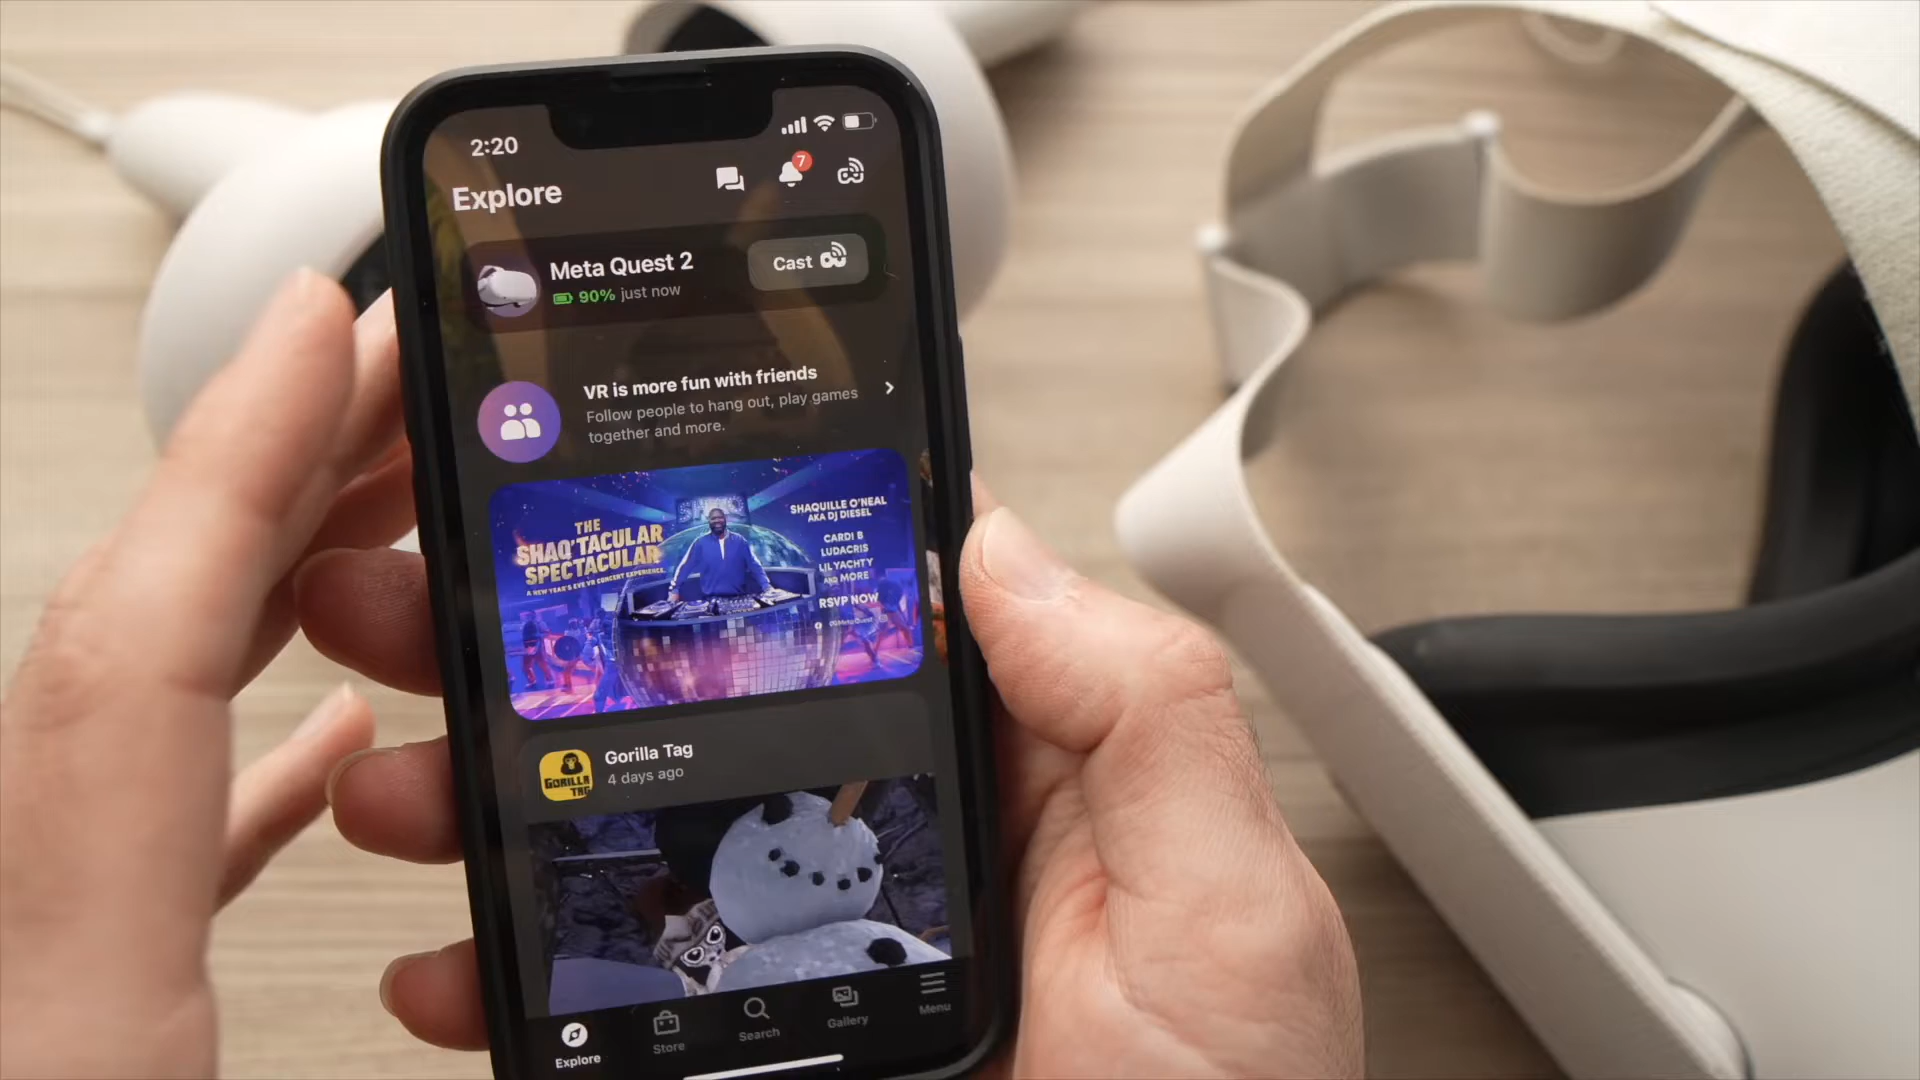 2:20
Explore
7
Meta Quest 2
Cast
90% just now
VR is more fun with friends
Follow people to hang out, play games
together and more.
THE
SHAQ'TACULAR
SPECTACULAR
A NEW YEAR'S EVE VR CONCERT EXPERIENCE.
SHAQUILLE O'NEAL
AKA DJ DIESEL
CARDI B
LUDACRIS
LIL YACHTY
AND MORE
RSVP NOW
Meta Quest
GORILLA
TAG
Gorilla Tag
4 days ago
Explore
Store
Search
Gallery
Menu